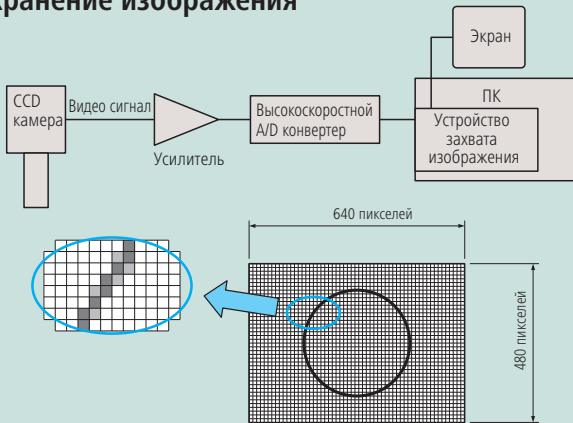 хранение изображения
Экран
CCD
камера
Видео сигнал
Усилитель
Высокоскоростной
A/D конвертер
ПК
Устройство
захвата
изображения
640 пикселей
480 пикселей